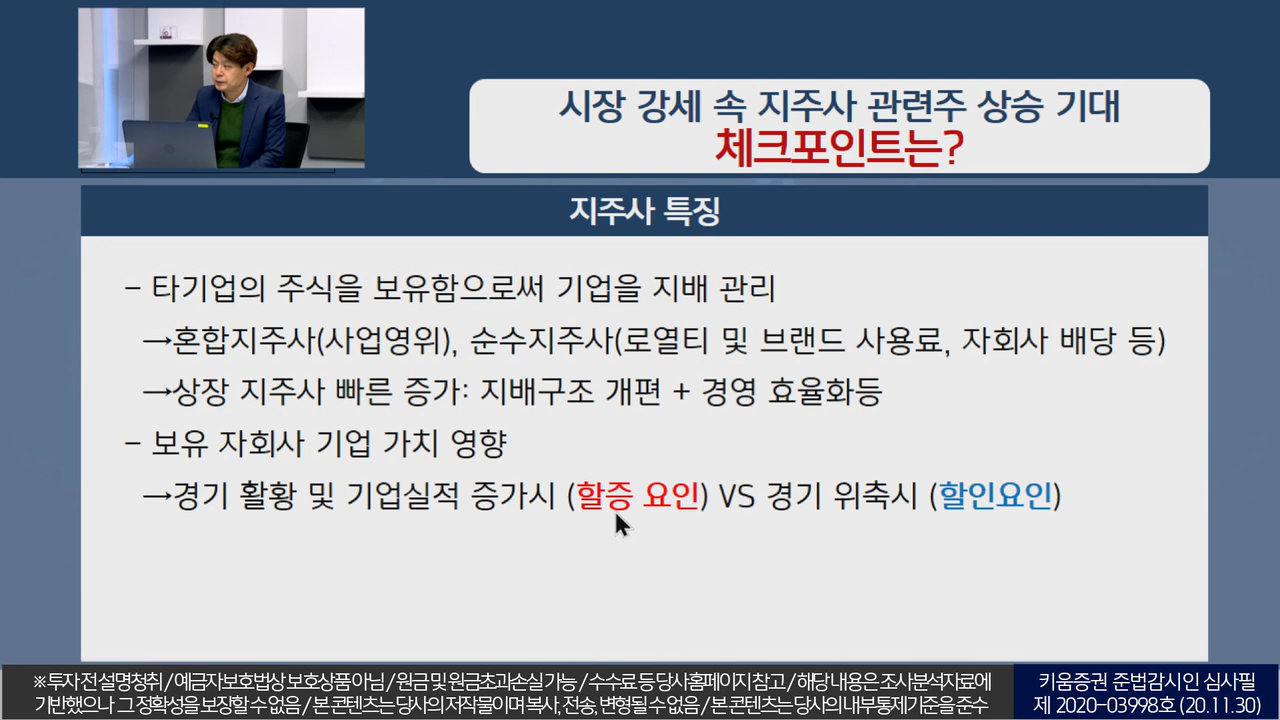 시장 강세 속 지주사 관련주 상승 기대
체크포인트는?
지주사 특징
- 타기업의 주식을 보유함으로써 기업을 지배 관리
→혼합지주사(사업영위), 순수지주사(로열티 및 브랜드 사용료, 자회사 배당 등)
→상장 지주사 빠른 증가: 지배구조 개편 + 경영 효율화등
- 보유 자회사 기업 가치 영향
→경기 활황 및 기업실적 증가시 (할증 요인) VS 경기 위축시 (할인요인)
※ 투자 전 설명청취 / 예금자보호법상 보호상품 아님 / 원금 및 원금초과손실 가능 / 수수료 등 당사홈페이지 참고 / 해당 내용은 조사분석자료에
기반했으나 그 정확성을 보장할 수 없음 / 본 콘텐츠는 당사의 저작물이며 복사, 전송, 변형될 수 없음 / 본 콘텐츠는 당사의 내부통제기준을 준수
키움증권 준법감시인 심사필
제 2020-03998호 (20.11.30)